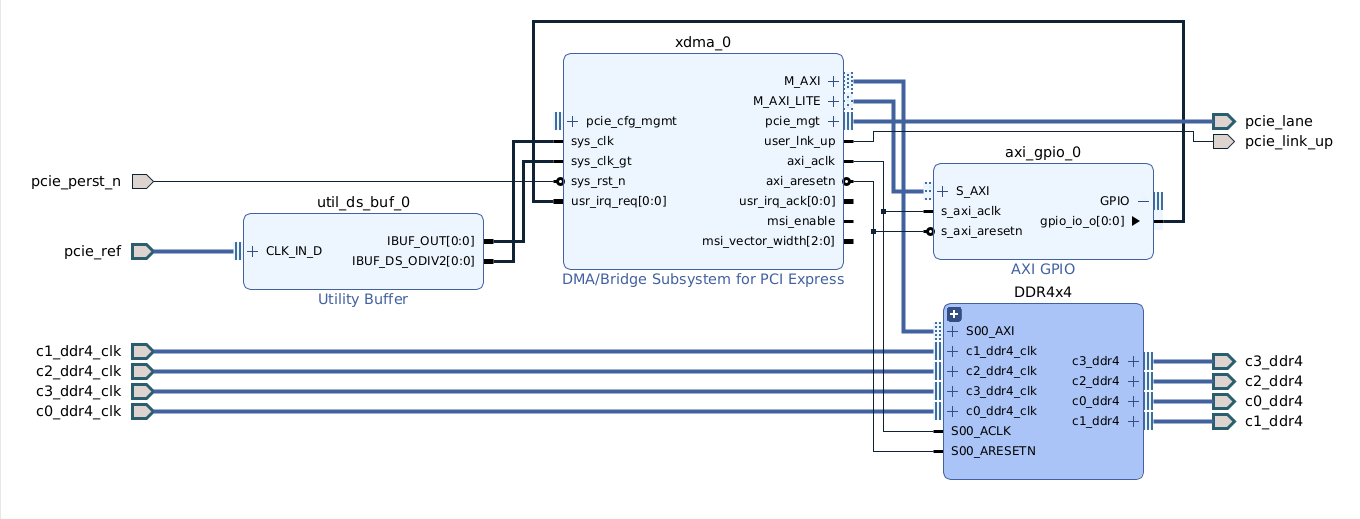 xdma_0
M_AXI
M_AXI_LITE
pcie_cfg_mgmt
pcie_mgt
pcie_lane
sys_clk
user_lnk_up
pcie_link_up
sys_clk_gt
axi_aclk
axi_gpio_0
pcie_perst_n
sys_rst_n
axi_aresetn
S_AXI
util_ds_buf_0
usr_irq_req[0:0]
usr_irq_ack[0:0]
GPIO
s_axi_aclk
msi_enable
gpio_io_o[0:0]
s_axi_aresetn
pcie_ref
CLK_IN_D
IBUF_OUT[0:0]
IBUF_DS_ODIV2[0:0]
msi_vector_width[2:0]
AXI GPIO
DMA/Bridge Subsystem for PCI Express
Utility Buffer
DDR4x4
S00_AXI
c1_ddr4_clk
c1_ddr4_clk
c3_ddr4
c3_ddr4
c2_ddr4_clk
c2_ddr4_clk
c2_ddr4
c2_ddr4
c3_ddr4_clk
c3_ddr4_clk
c0_ddr4
c0_ddr4
c0_ddr4_clk
c0_ddr4_clk
c1_ddr4
c1_ddr4
S00_ACLK
S00_ARESETN